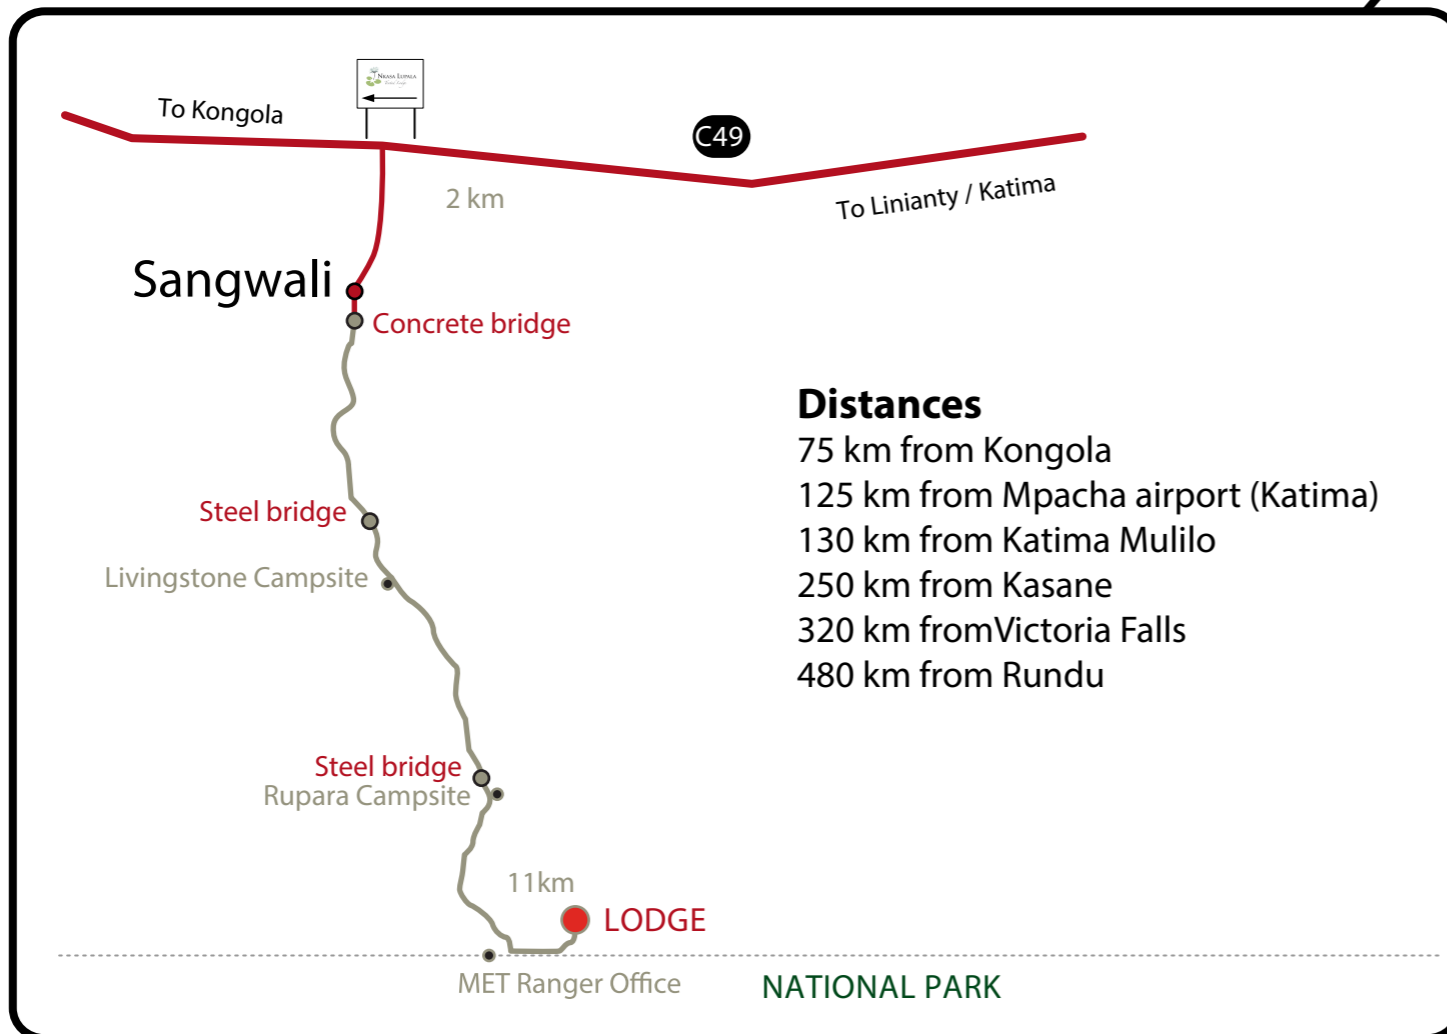 NKASA LUPALA
To Kongola
C49
2 km
To Linianty / Katima
Sangwali
Concrete bridge
Distances
75 km from Kongola
125 km from Mpacha airport (Katima)
130 km from Katima Mulilo
250 km from Kasane
320 km fromVictoria Falls
480 km from Rundu
Steel bridge
Livingstone Campsite
Steel bridge
Rupara Campsite
11km
LODGE
MET Ranger Office
NATIONAL PARK